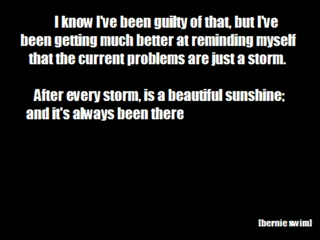 I know I've been guilty of that, but I've
been getting much better at reminding myself
that the current problems are just a storm.
After every storm, is a beautiful sunshine;
and it's always been there
[bernie swim]